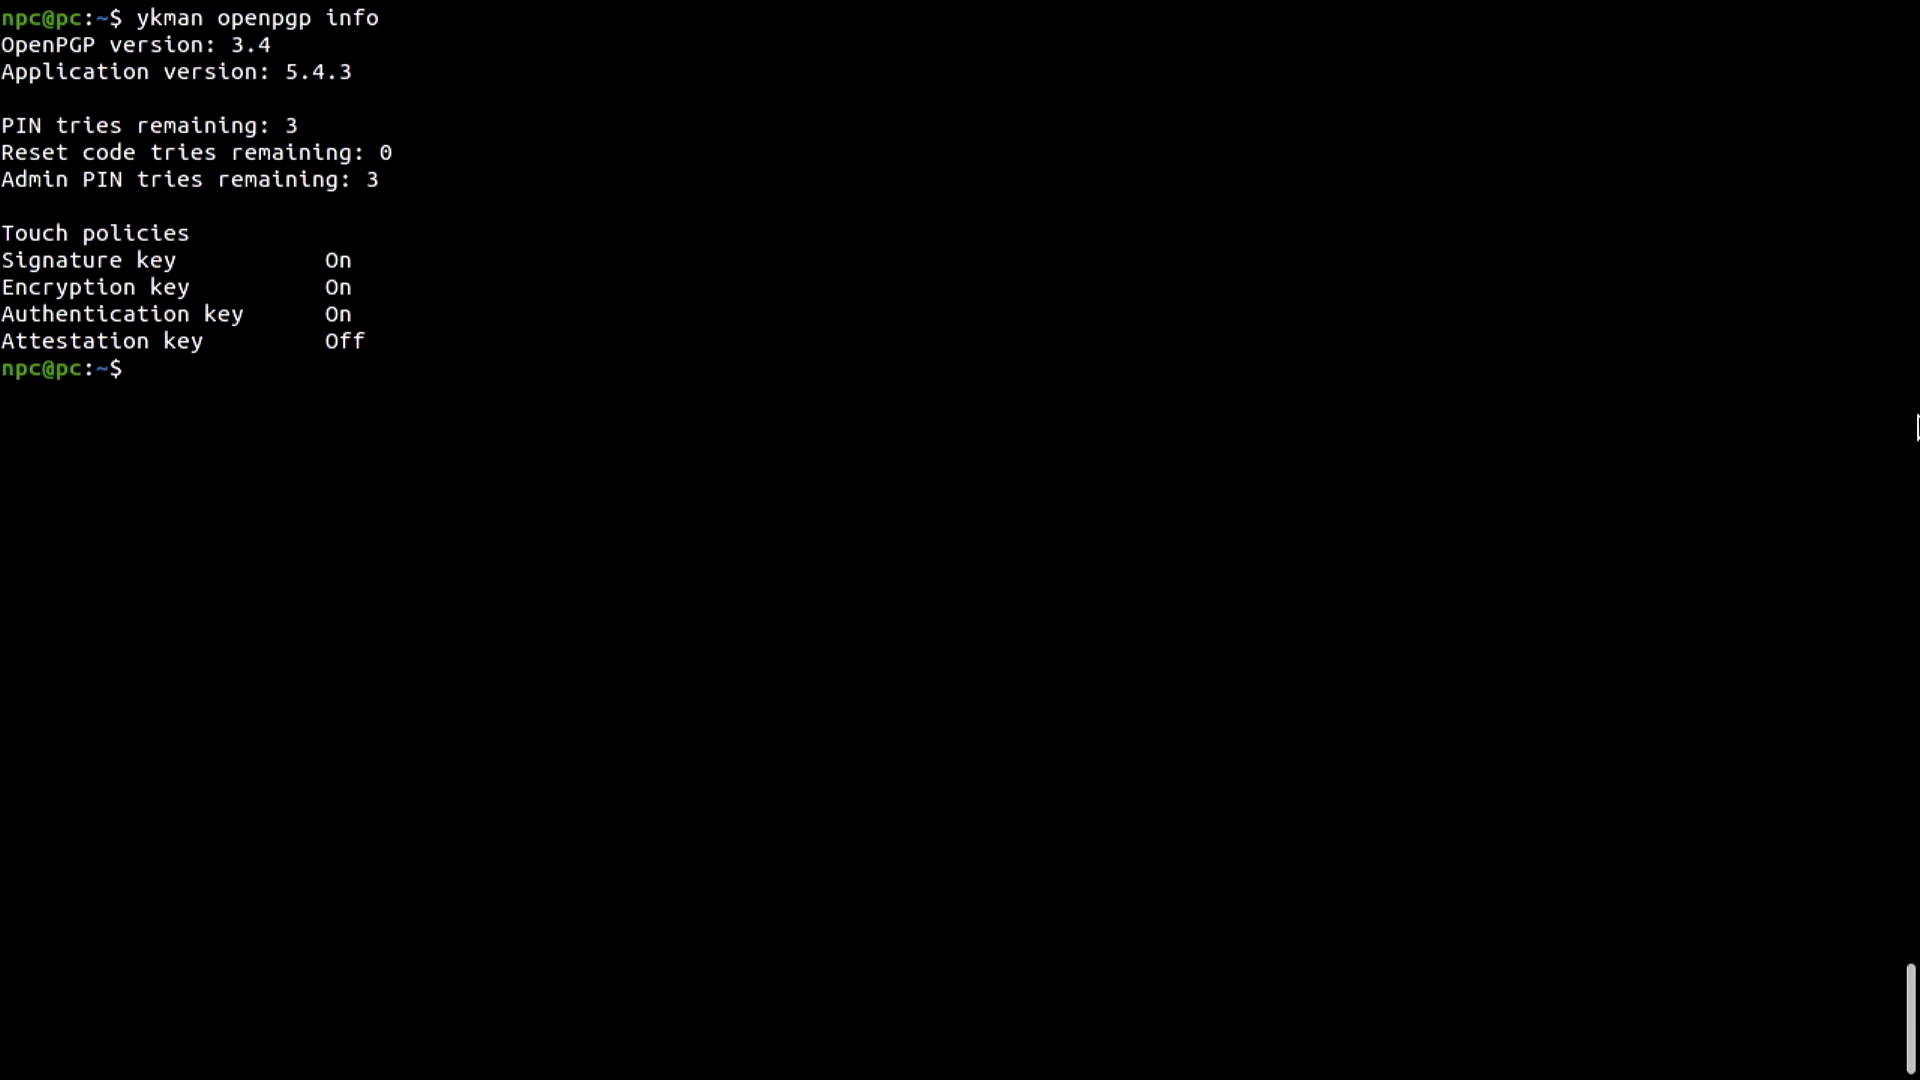 npc@pc:~$ ykman openpgp info
OpenPGP version: 3.4
Application version: 5.4.3
PIN tries remaining: 3
Reset code tries remaining: 0
Admin PIN tries remaining: 3
Touch policies
Signature key           On
Encryption key          On
Authentication key      On
Attestation key         Off
npc@pc:~$